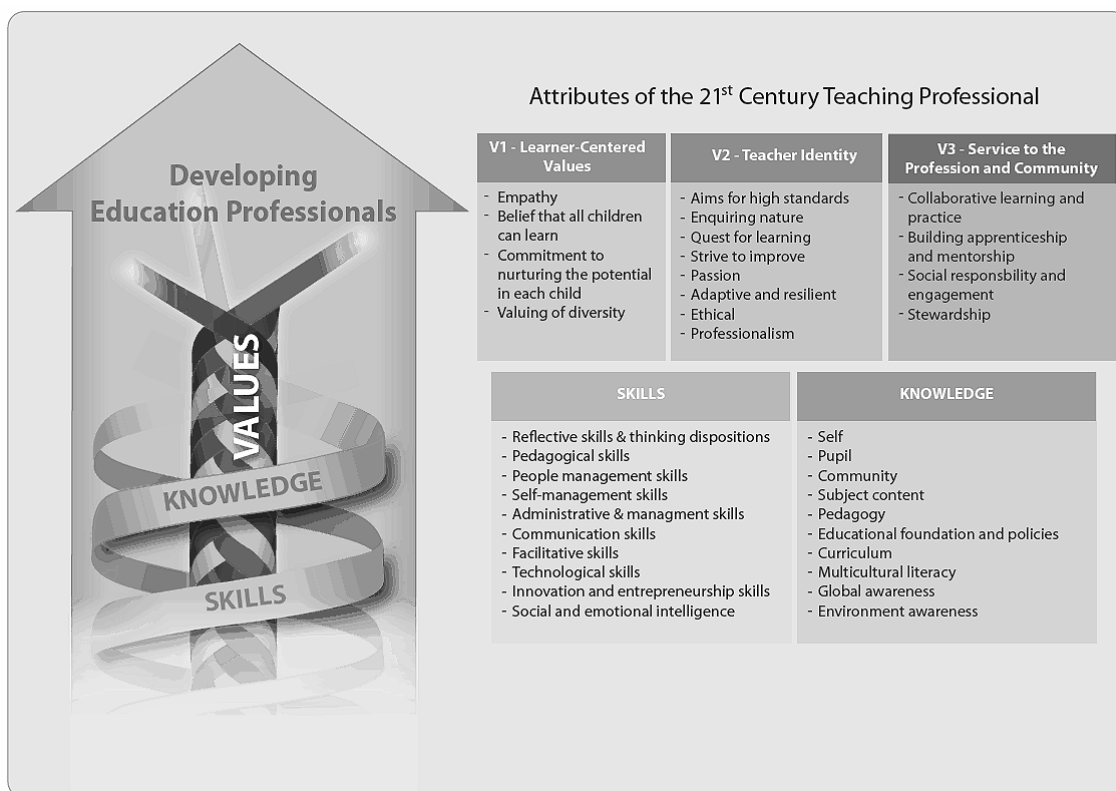 Developing
Education Professionals
VALUES
KNOWLEDGE
SKILLS
Attributes of the 21st Century Teaching Professional
V1 - Learner-Centered
Values
- Empathy
- Belief that all children
can learn
- Commitment to
nurturing the potential
in each child
- Valuing of diversity
V2 - Teacher Identity
- Aims for high standards
- Enquiring nature
- Quest for learning
- Strive to improve
- Passion
- Adaptive and resilient
- Ethical
- Professionalism
V3 - Service to the
Profession and Community
- Collaborative learning and
practice
- Building apprenticeship
and mentorship
- Social responsbility and
engagement
- Stewardship
SKILLS
- Reflective skills & thinking dispositions
- Pedagogical skills
- People management skills
- Self-management skills
- Administrative & managment skills
- Communication skills
- Facilitative skills
- Technological skills
- Innovation and entrepreneurship skills
- Social and emotional intelligence
KNOWLEDGE
- Self
- Pupil
- Community
- Subject content
- Pedagogy
- Educational foundation and policies
- Curriculum
- Multicultural literacy
- Global awareness
- Environment awareness